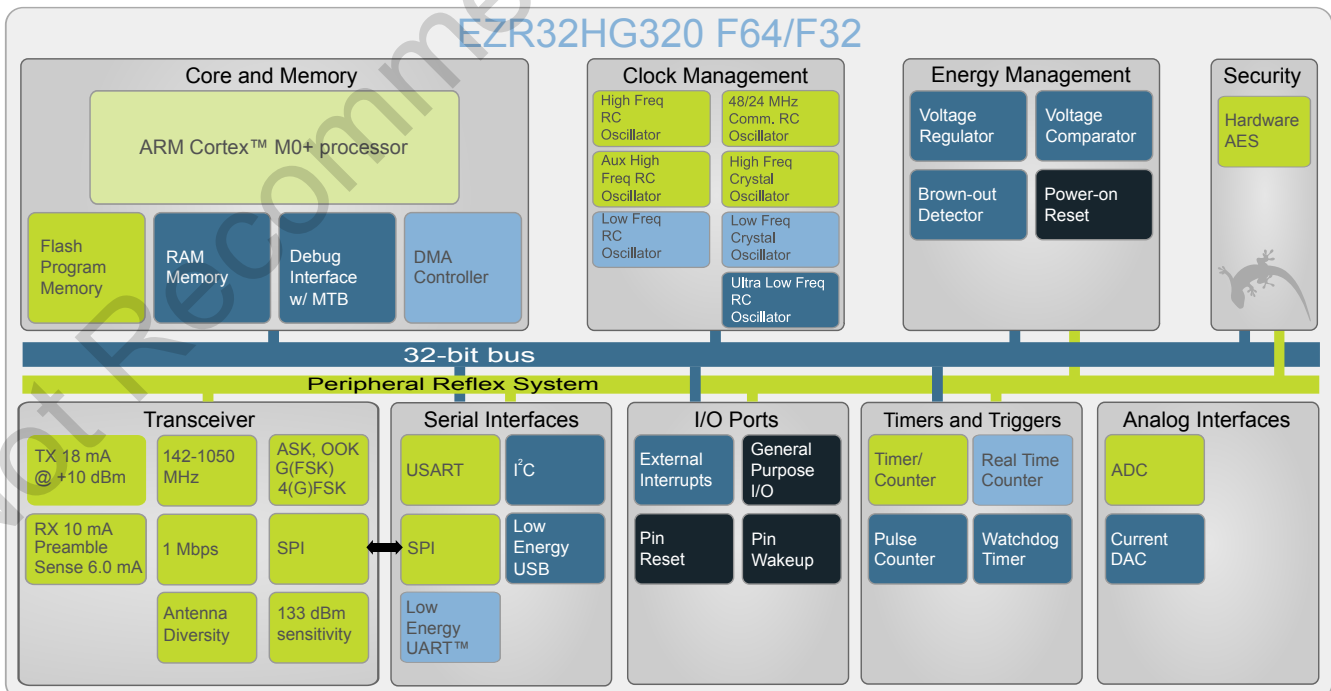 EZR32HG320 F64/F32
Core and Memory
ARM Cortex™ M0+ processor
Flash
Program
Memory
RAM
Memory
Debug
Interface
w/ MTB
DMA
Controller
Clock Management
High Freq
RC
Oscillator
48/24 MHz
Comm. RC
Oscillator
Aux High
Freq RC
Oscillator
High Freq
Crystal
Oscillator
Low Freq
RC
Oscillator
Low Freq
Crystal
Oscillator
Ultra Low Freq
RC
Oscillator
Energy Management
Voltage
Regulator
Voltage
Comparator
Brown-out
Detector
Power-on
Reset
Security
Hardware
AES
32-bit bus
Peripheral Reflex System
Transceiver
TX 18 mA
@ +10 dBm
142-1050
MHz
ASK, OOK
G(FSK)
4(G)FSK
RX 10 mA
Preamble
Sense 6.0 mA
1 Mbps
SPI
Antenna
Diversity
133 dBm
sensitivity
Serial Interfaces
USART
I²C
SPI
Low
Energy
USB
Low
Energy
UART™
I/O Ports
External
Interrupts
General
Purpose
I/O
Pin
Reset
Pin
Wakeup
Timers and Triggers
Timer/
Counter
Real Time
Counter
Pulse
Counter
Watchdog
Timer
Analog Interfaces
ADC
Current
DAC
Not Recomme